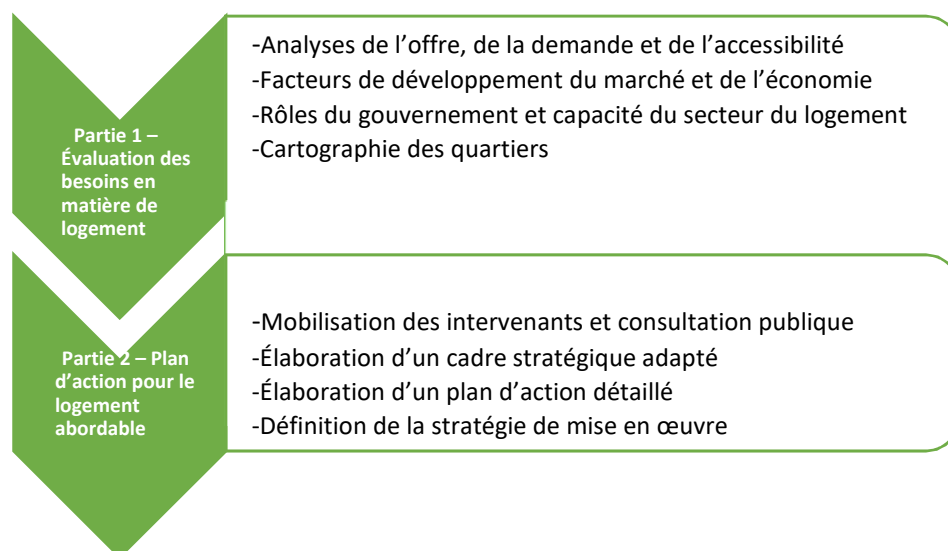 Partie 1 –
Évaluation des
besoins en
matière de
logement
-Analyses de l’offre, de la demande et de l’accessibilité
-Facteurs de développement du marché et de l’économie
-Rôles du gouvernement et capacité du secteur du logement
-Cartographie des quartiers
Partie 2 – Plan
d’action pour le
logement
abordable
-Mobilisation des intervenants et consultation publique
-Élaboration d’un cadre stratégique adapté
-Élaboration d’un plan d’action détaillé
-Définition de la stratégie de mise en œuvre